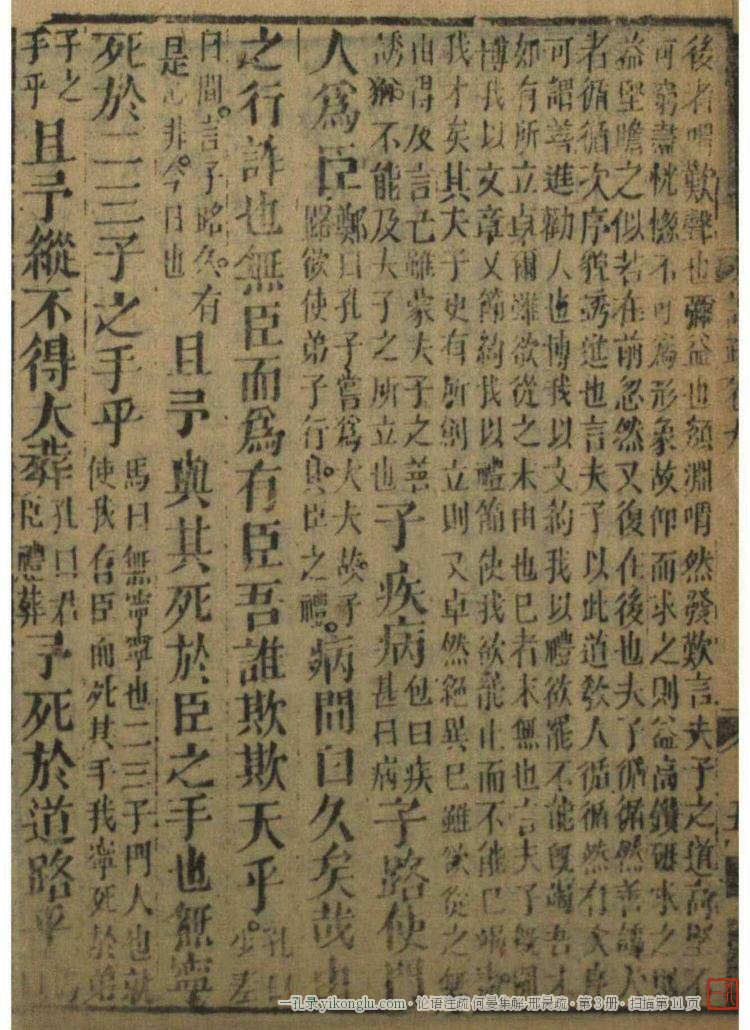 後者喟歎聲也彌益也顏淵喟然發歎言夫子之道高堅不
可窮盡恍惚不可爲形象故仰而求之則益高鑽研求之則
益堅瞻之似若在前忽然又復在後也夫子循循然善誘人
者循循次序貌誘進也言夫子以此道敎人循循然有次序
可謂善進勸人也博我以文約我以禮欲罷不能旣竭吾才
如有所立卓爾雖欲從之末由也已者末無也言夫子旣開
博我以文章又節約我以禮節使我欲罷止而不能已竭
我才矣其夫子更有所創立則又卓然絕異已雖欲從之無
由得及言己雖蒙夫子之善
誘猶不能及夫子之所立也
子疾病
包曰疾
甚曰病
子路使門
人爲臣
鄭曰孔子嘗爲大夫故子
路欲使弟子行其臣之禮
病間曰久矣哉由
之行詐也無臣而爲有臣吾誰欺欺天乎
孔曰
少差
曰間言子路久有
是心非今日也
且予與其死於臣之手也無寧
死於二三子之手乎
馬曰無寧寧也二三子門人也就
使我有臣而死其手我寧死於弟
子之
手乎
且予縱不得大葬
孔曰君
臣禮葬
予死於道路乎
一孔录yikonglu.com - 论语注疏 何晏集解·邢昺疏 · 第3册 · 扫描第11页